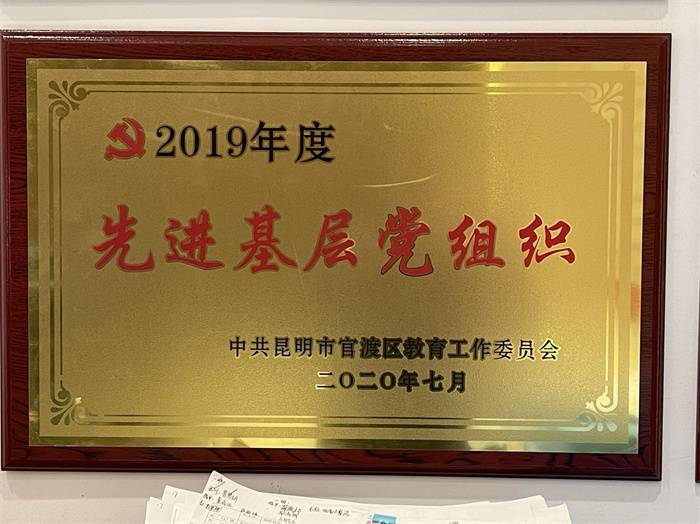 2019年度
先进基层党组织
中共昆明市官渡区教育工作委员会
二〇二〇年七月